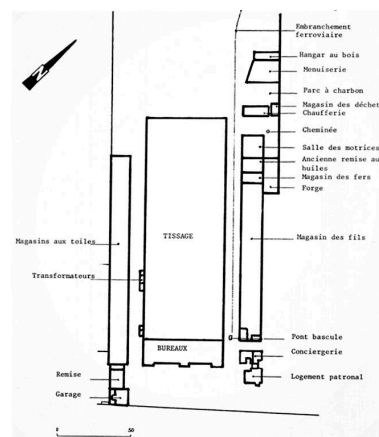 Embranchement
ferroviaire
Hangar au bois
Menuiserie
Parc à charbon
Magasin des déchet
Chaufferie
Cheminée
Salle des motrices
Ancienne remise au
huiles
Magasin des fers
Forge
N
TISSAGE
Magasins aux toiles
Magasin des fils
Transformateurs
Pont bascule
BUREAUX
Conciergerie
Remise
Logement patronal
Garage
0 50